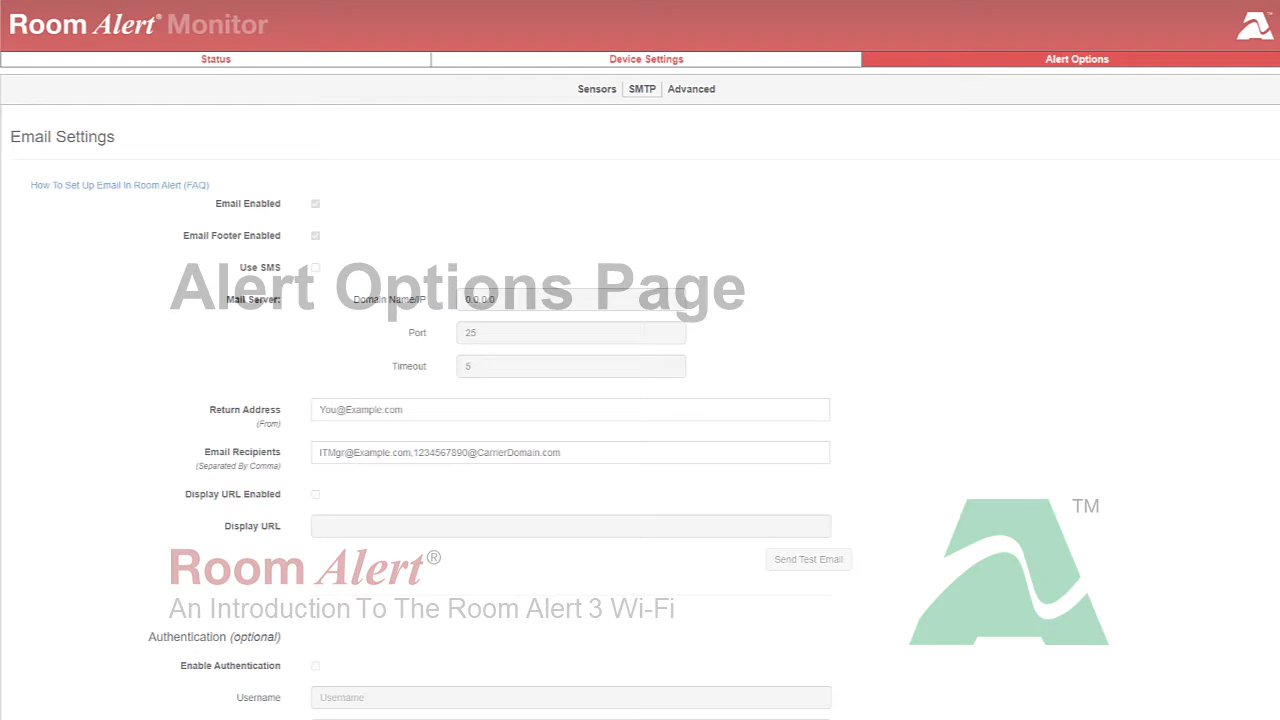 Room Alert® Monitor
Status Device Settings Alert Options
Sensors SMTP Advanced
Email Settings
How To Set Up Email In Room Alert (FAQ)
Email Enabled
Email Footer Enabled
Use SMS
Alert Options Page
Mail Server: Domain Name/IP 0.0.0.0
Port 25
Timeout 5
Return Address You@Example.com
(From)
Email Recipients ITMgr@Example.com,1234567890@CarrierDomain.com
(Separated By Comma)
Display URL Enabled
TM
Display URL
Send Test Email
Room Alert®
An Introduction To The Room Alert 3 Wi-Fi
Authentication (optional)
Enable Authentication
Username Username